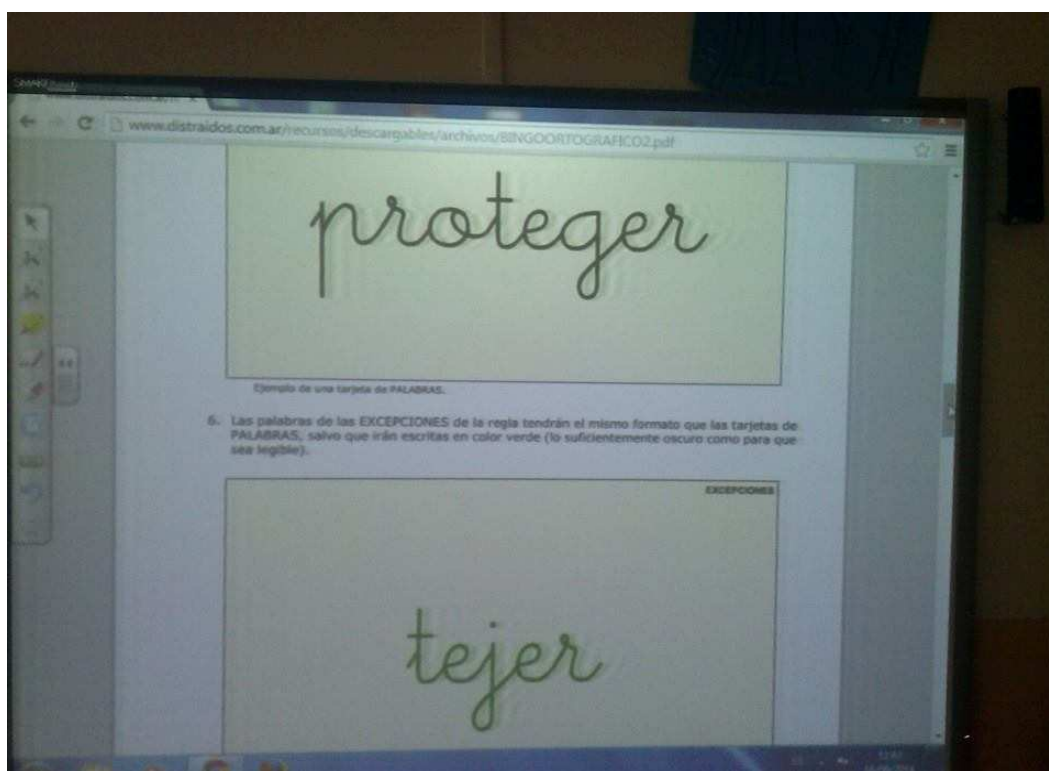 www.distraidos.com.ar/recursos/descargables/archivos/BINGOORTOGRAFICO2.pdf
proteger
Ejemplo de una tarjeta de PALABRAS.
6. Las palabras de las EXCEPCIONES de la regla tendrán el mismo formato que las tarjetas de
PALABRAS, salvo que irán escritas en color verde (lo suficientemente oscuro como para que
sea legible).
EXCEPCIONES
tejer